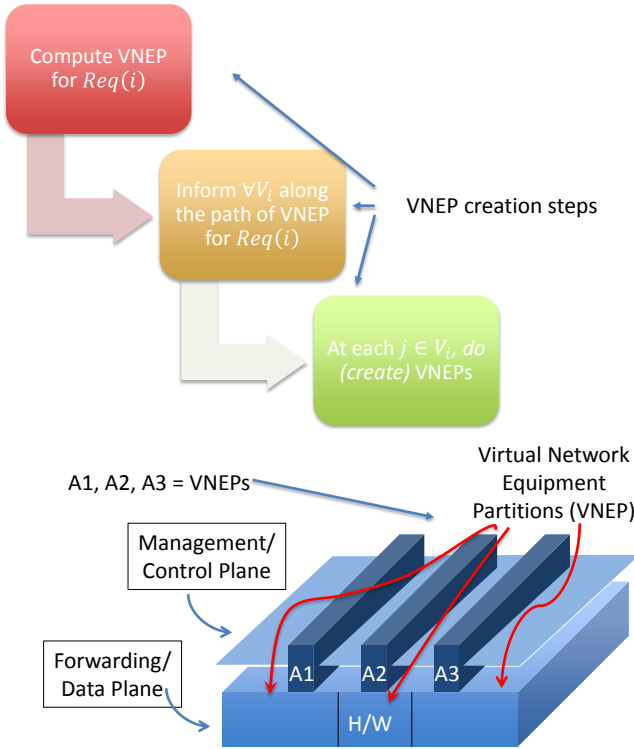 Compute VNEP
for Req(i)
Inform ∀Vᵢ along
the path of VNEP
for Req(i)
VNEP creation steps
At each j ∈ Vᵢ, do
(create) VNEPs
A1, A2, A3 = VNEPs
Virtual Network
Equipment
Partitions (VNEP)
Management/
Control Plane
Forwarding/
Data Plane
A1
A2
A3
H/W